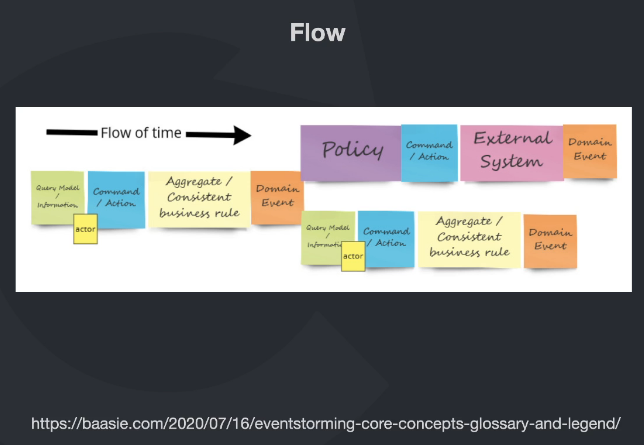 Flow
Flow of time
Query Model
/
Information
actor
Command
/ Action
Aggregate /
Consistent
business rule
Domain
Event
Policy
Command
/ Action
External
System
Domain
Event
Query Model
/
actor
Command
/ Action
Aggregate /
Consistent
business rule
Domain
Event
https://baasie.com/2020/07/16/eventstorming-core-concepts-glossary-and-legend/